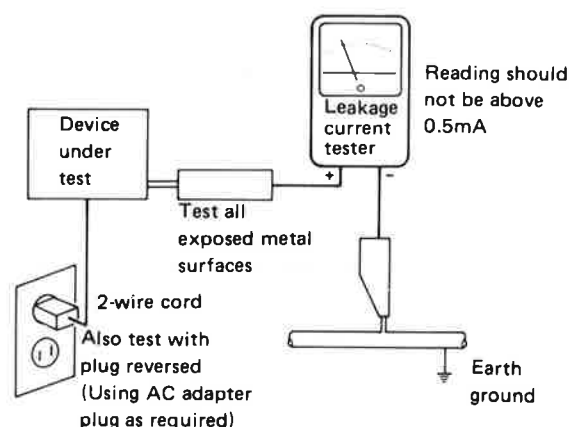 Reading should
not be above
0.5mA
Leakage
current
tester
+ -
Device
under
test
Test all
exposed metal
surfaces
2-wire cord
Also test with
plug reversed
(Using AC adapter
plug as required)
Earth
ground